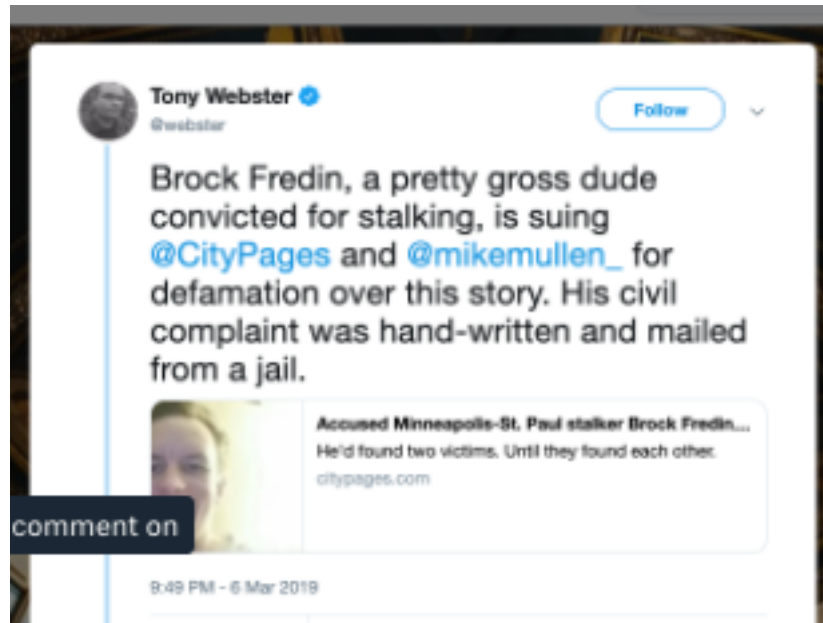 Tony Webster
@webster
Follow
Brock Fredin, a pretty gross dude
convicted for stalking, is suing
@CityPages and @mikemullen_ for
defamation over this story. His civil
complaint was hand-written and mailed
from a jail.
Accused Minneapolis-St. Paul stalker Brock Fredin...
He'd found two victims. Until they found each other.
citypages.com
comment on
9:49 PM - 6 Mar 2019